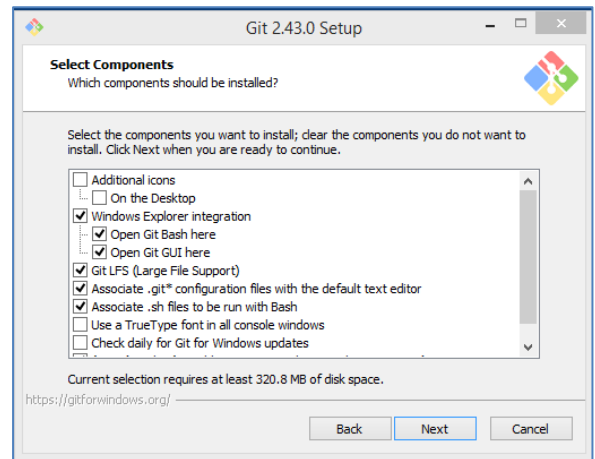 Git 2.43.0 Setup
Select Components
Which components should be installed?
Select the components you want to install; clear the components you do not want to
install. Click Next when you are ready to continue.
Additional icons
On the Desktop
Windows Explorer integration
Open Git Bash here
Open Git GUI here
Git LFS (Large File Support)
Associate .git* configuration files with the default text editor
Associate .sh files to be run with Bash
Use a TrueType font in all console windows
Check daily for Git for Windows updates
Current selection requires at least 320.8 MB of disk space.
https://gitforwindows.org/
Back Next Cancel